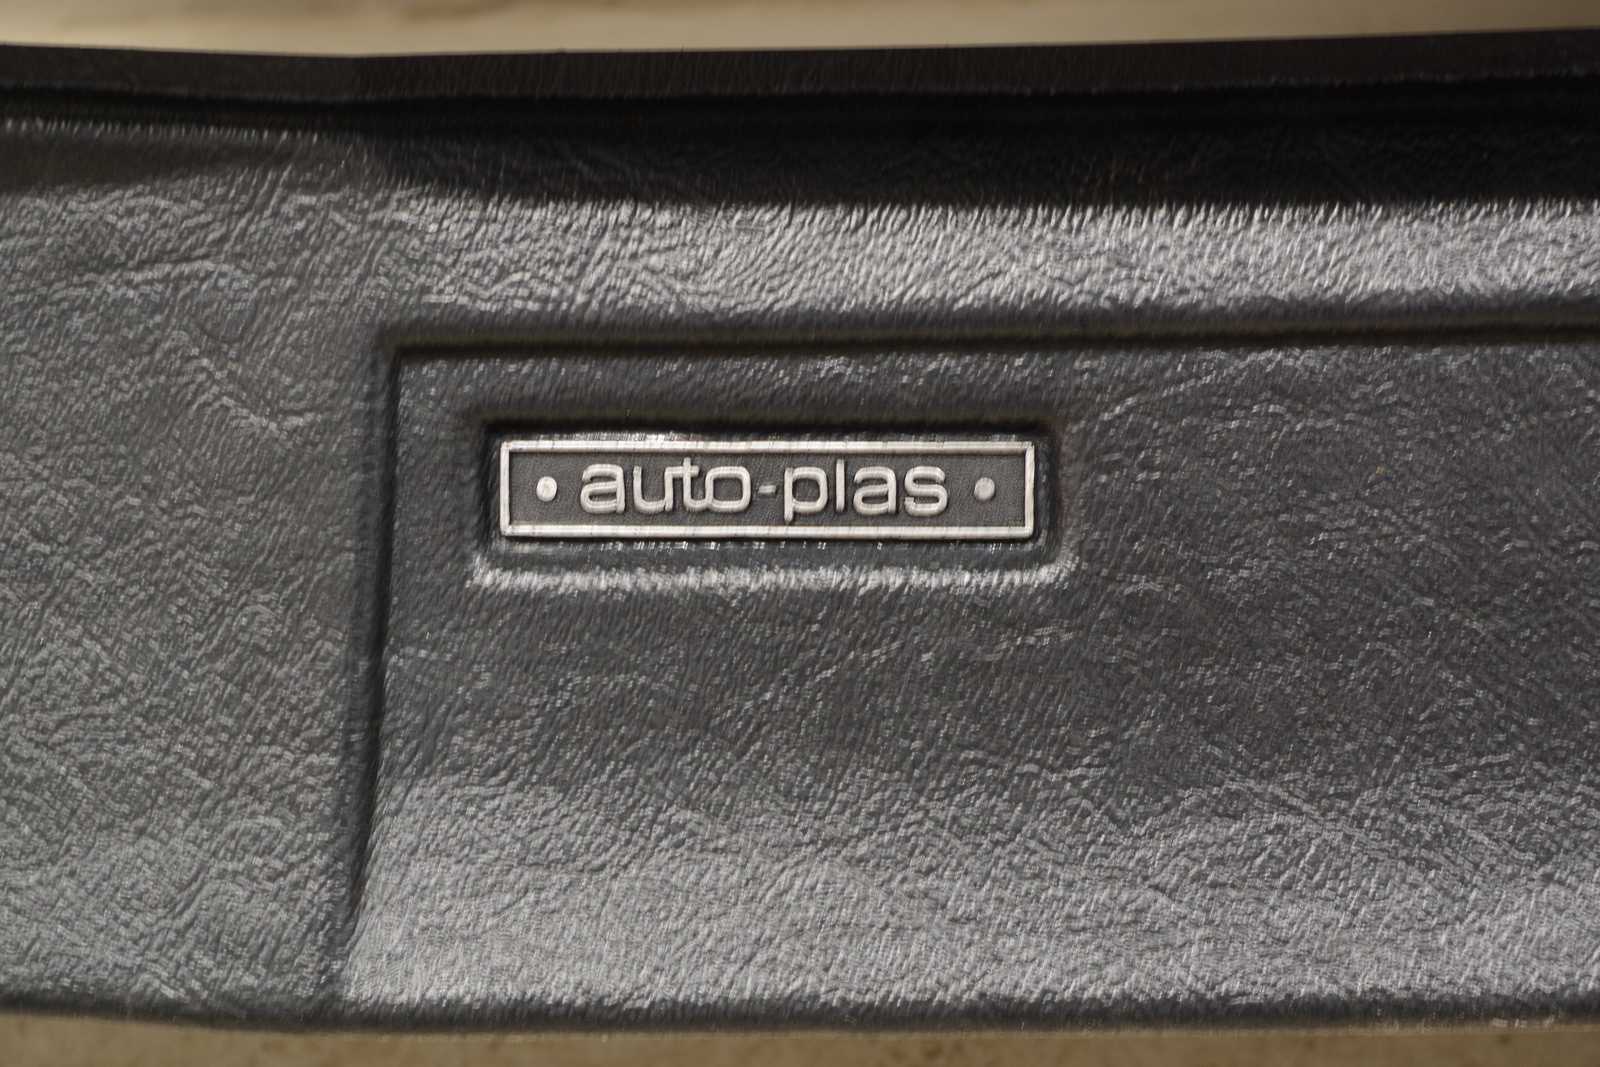 • auto-plas •